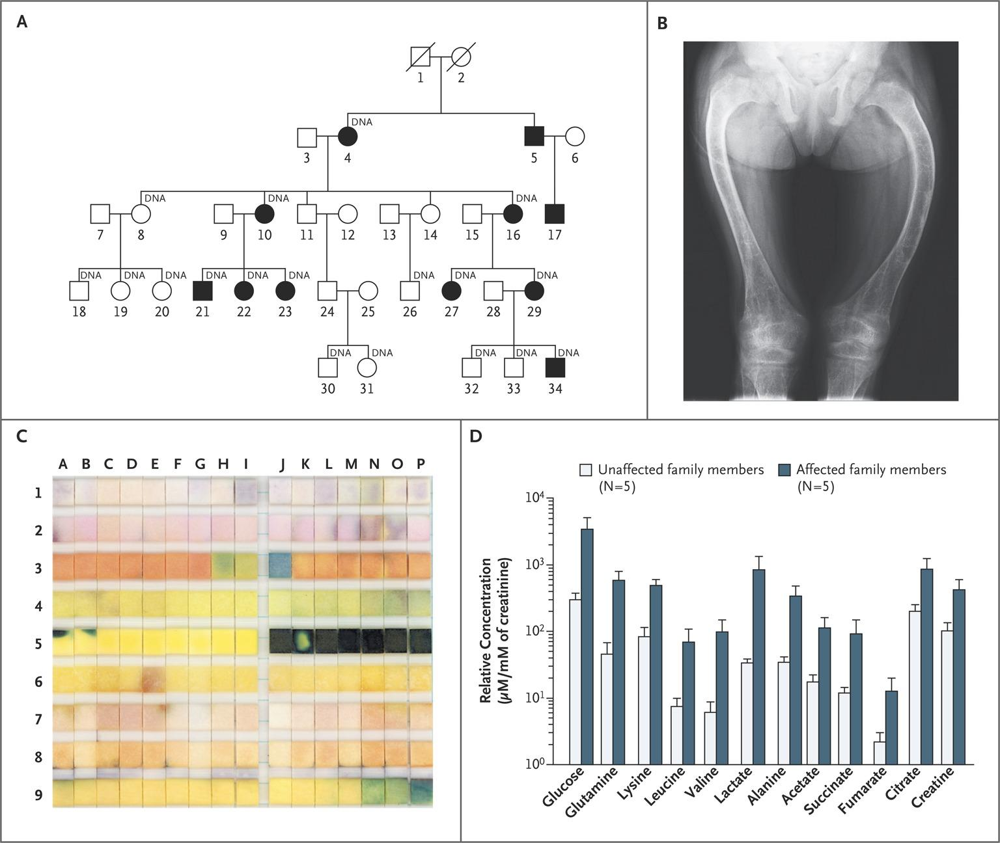 A
1 2
DNA
3 4 5 6
DNA DNA DNA
7 8 9 10 11 12 13 14 15 16 17
DNA DNA DNA DNA DNA DNA DNA DNA DNA
18 19 20 21 22 23 24 25 26 27 28 29
DNA DNA DNA DNA DNA
30 31 32 33 34
B
C
A B C D E F G H I J K L M N O P
1
2
3
4
5
6
7
8
9
D
Unaffected family members
(N=5)
Affected family members
(N=5)
Relative Concentration
(µM/mM of creatinine)
10⁴
10³
10²
10¹
10⁰
Glucose
Glutamine
Lysine
Leucine
Valine
Lactate
Alanine
Acetate
Succinate
Fumarate
Citrate
Creatine